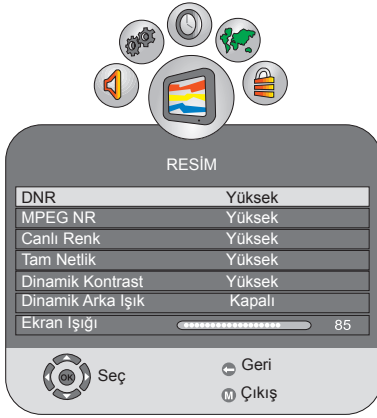 RESİM
DNR Yüksek
MPEG NR Yüksek
Canlı Renk Yüksek
Tam Netlik Yüksek
Dinamik Kontrast Yüksek
Dinamik Arka Işık Kapalı
Ekran Işığı 85
OK Seç
Geri
M Çıkış